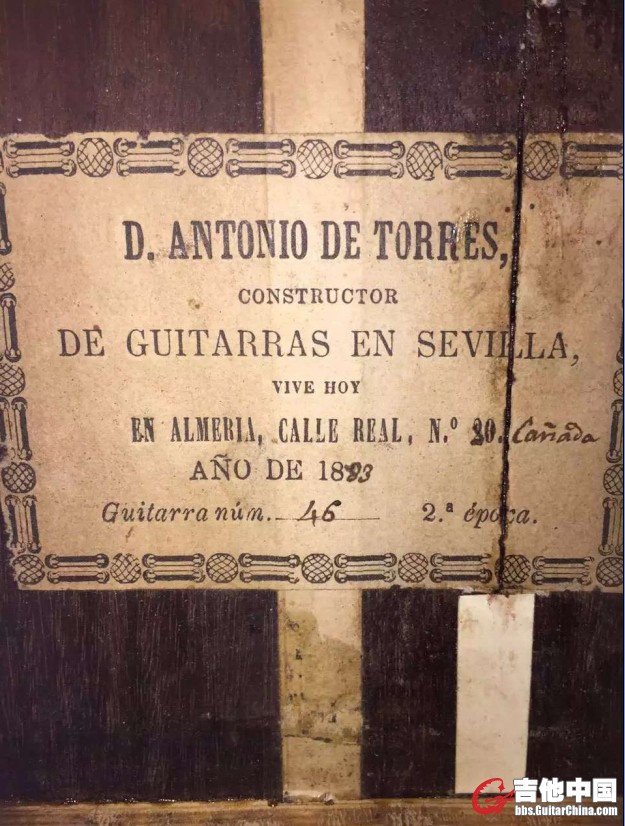 D. ANTONIO DE TORRES,
CONSTRUCTOR
DE GUITARRAS EN SEVILLA,
VIVE HOY
EN ALMERIA, CALLE REAL, N.º 20. Cañada
AÑO DE 1883
Guitarra núm. 46 2.ª época.
吉他中国
bbs.GuitarChina.com